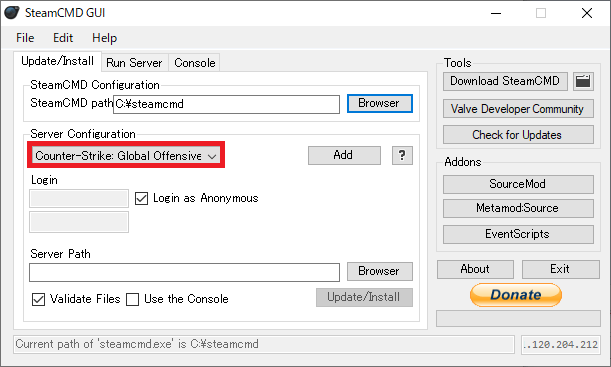 SteamCMD GUI
File Edit Help
Update/Install Run Server Console
SteamCMD Configuration
SteamCMD path C:¥steamcmd Browser
Server Configuration
Counter-Strike: Global Offensive Add ?
Login
Login as Anonymous
Server Path
Browser
Validate Files Use the Console Update/Install
Tools
Download SteamCMD
Valve Developer Community
Check for Updates
Addons
SourceMod
Metamod:Source
EventScripts
About Exit
Donate
Current path of 'steamcmd.exe' is C:¥steamcmd
.120.204.212